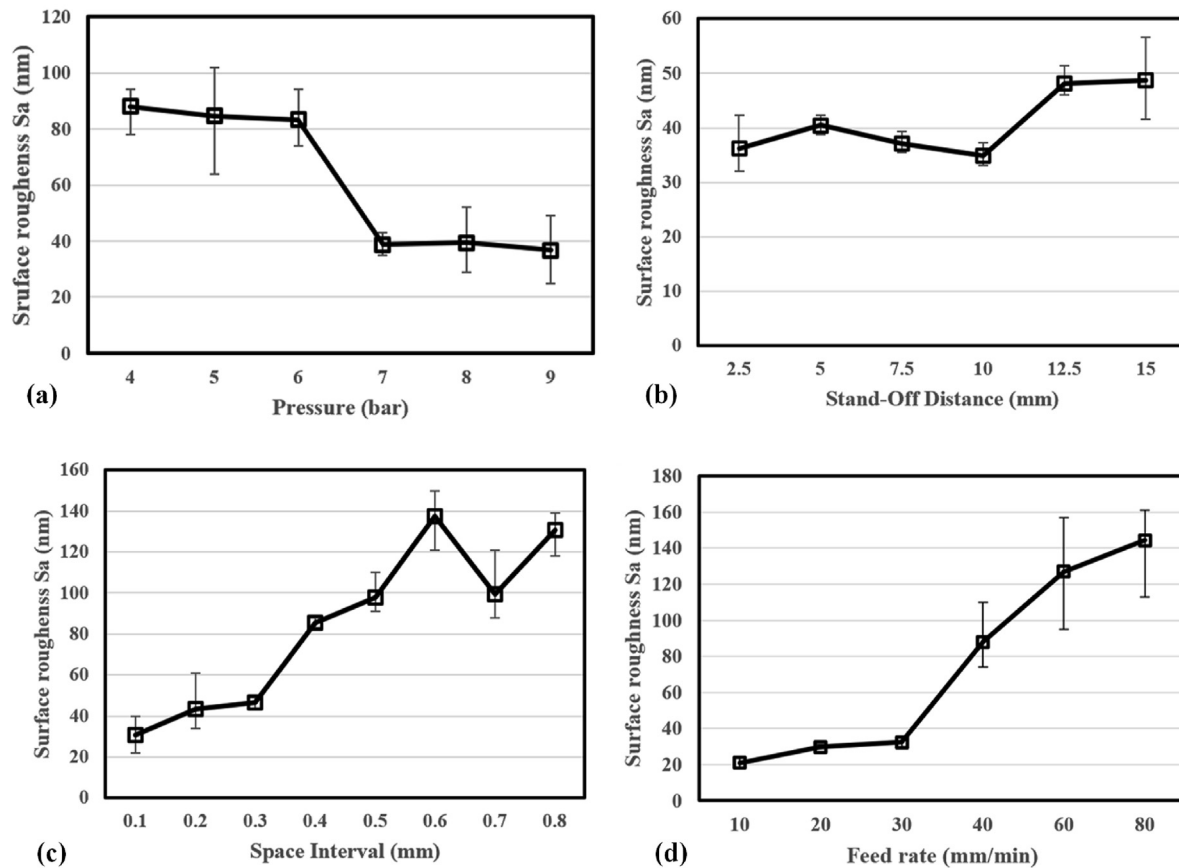 Sruface roughenss Sa (nm)
120
100
80
60
40
20
0
4 5 6 7 8 9
Pressure (bar)
(a)
Surface roughness Sa (nm)
60
50
40
30
20
10
0
2.5 5 7.5 10 12.5 15
Stand-Off Distance (mm)
(b)
Surface roughenss Sa (nm)
160
140
120
100
80
60
40
20
0
0.1 0.2 0.3 0.4 0.5 0.6 0.7 0.8
Space Interval (mm)
(c)
Surface roughness Sa (nm)
180
160
140
120
100
80
60
40
20
0
10 20 30 40 60 80
Feed rate (mm/min)
(d)